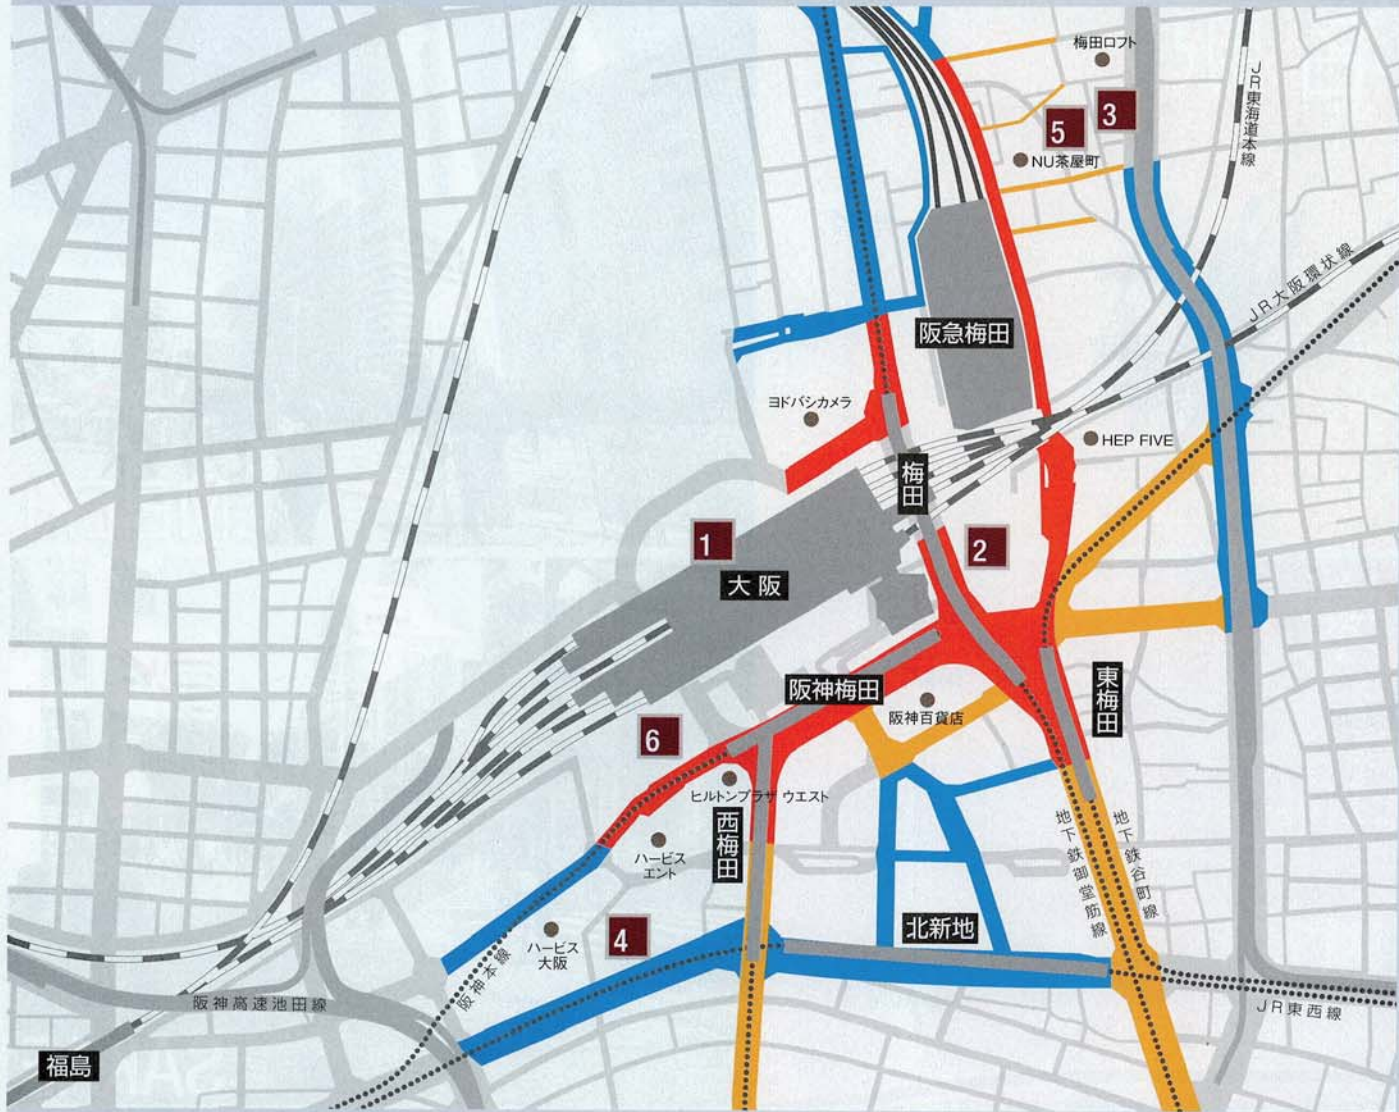 梅田ロフト
3
5
NU茶屋町
JR東海道本線
JR大阪環状線
阪急梅田
ヨドバシカメラ
HEP FIVE
梅田
1
2
大阪
阪神梅田
東梅田
阪神百貨店
6
ヒルトンプラザ ウエスト
西梅田
ハービス
エント
地下鉄御堂筋線
地下鉄谷町線
4
北新地
ハービス
大阪
阪神本線
阪神高速池田線
JR東西線
福島